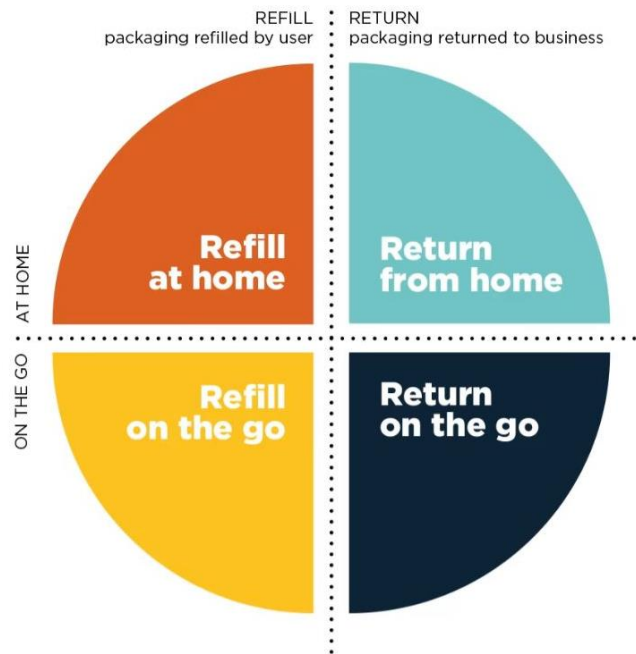 REFILL
packaging refilled by user
RETURN
packaging returned to business
AT HOME
Refill
at home
Return
from home
ON THE GO
Refill
on the go
Return
on the go